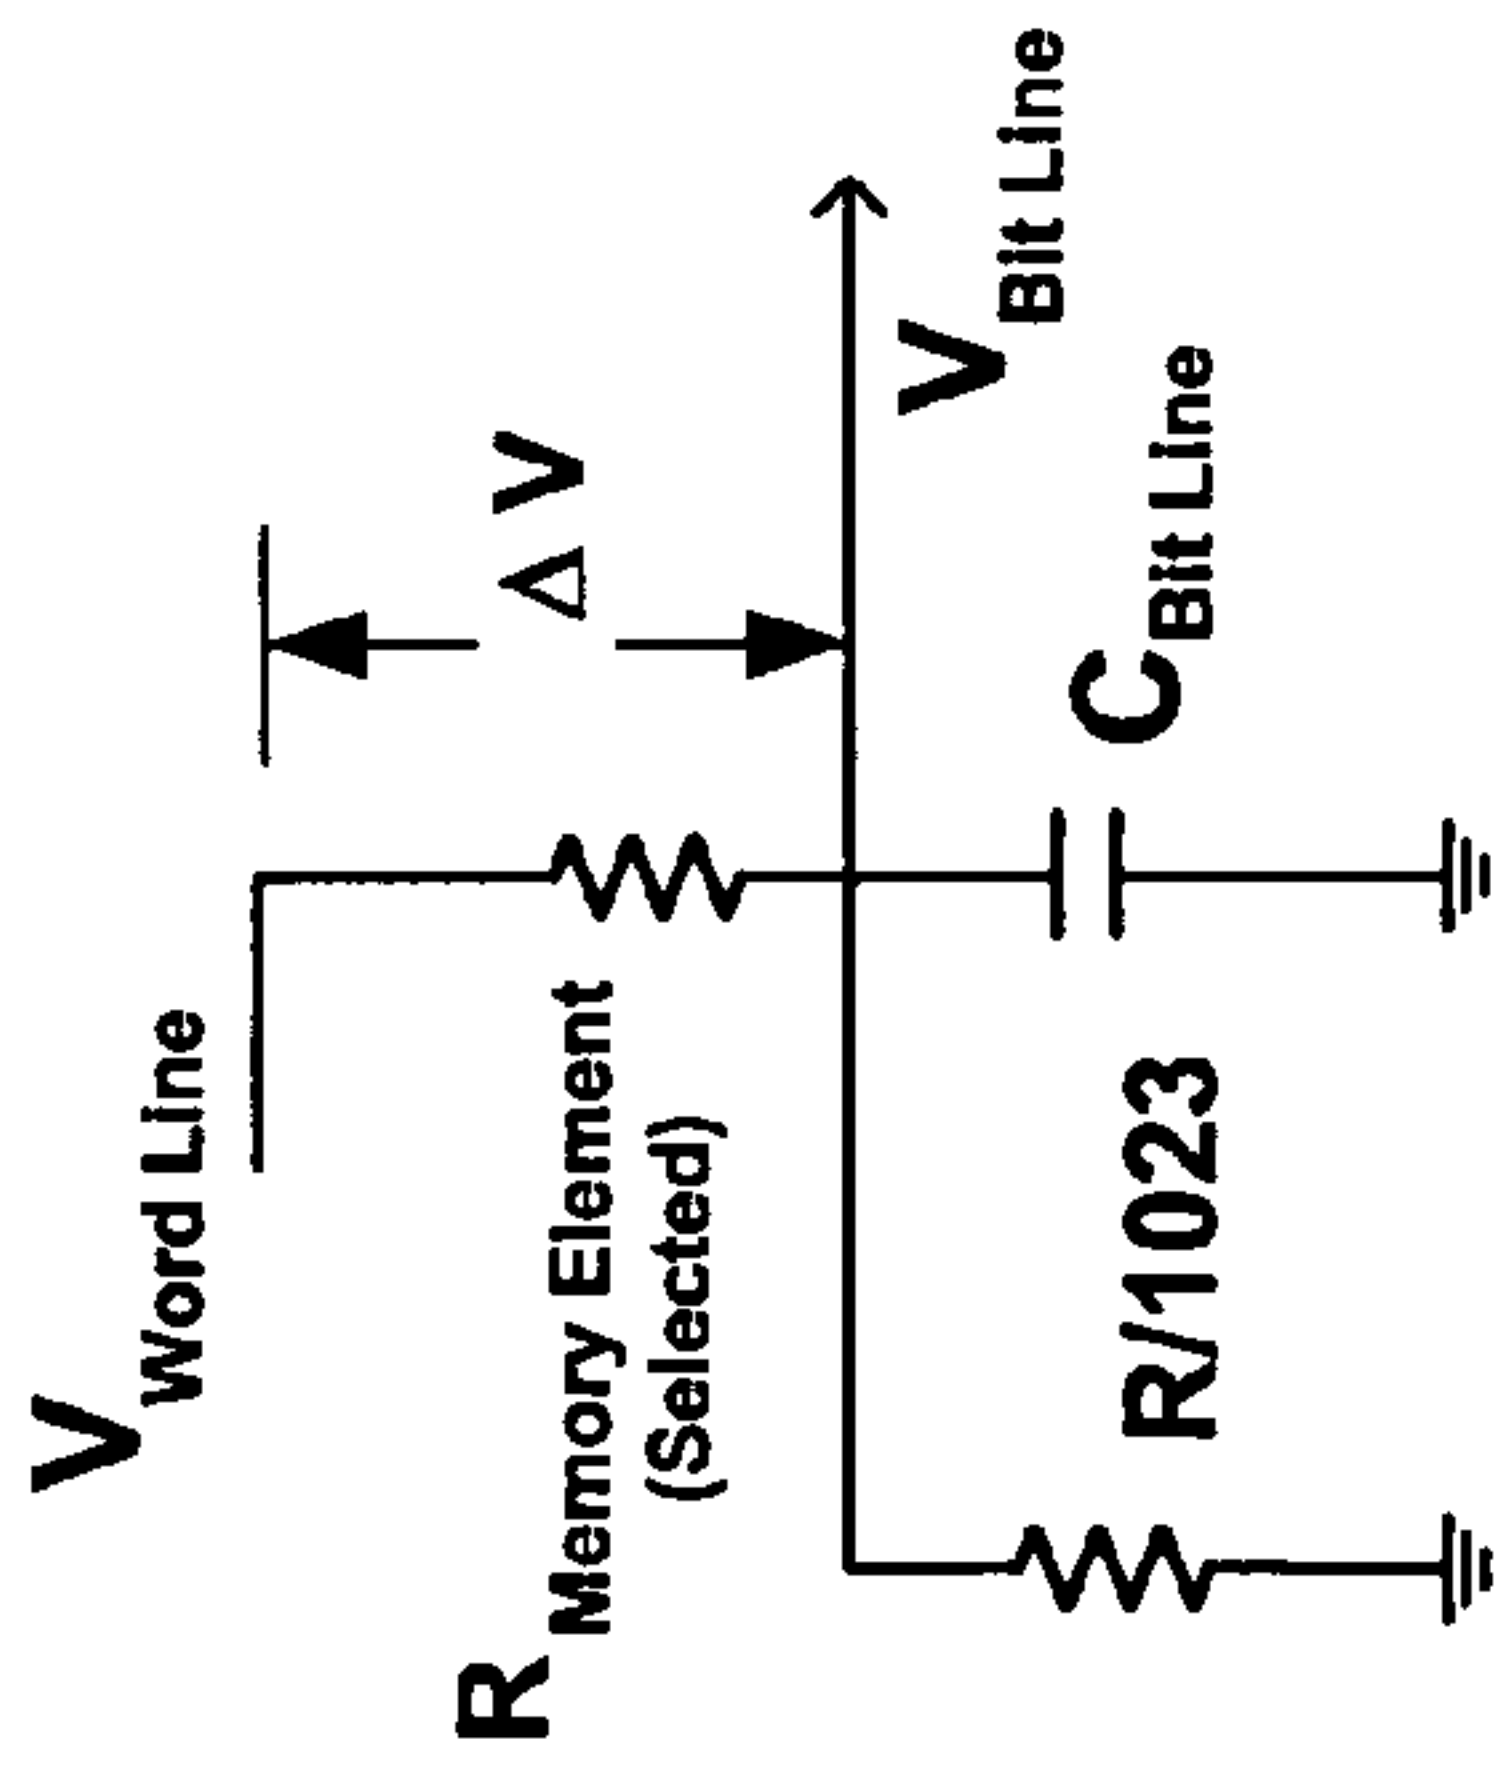 V Word Line
R Memory Element
(Selected)
Δ V
V Bit Line
C Bit Line
R/1023